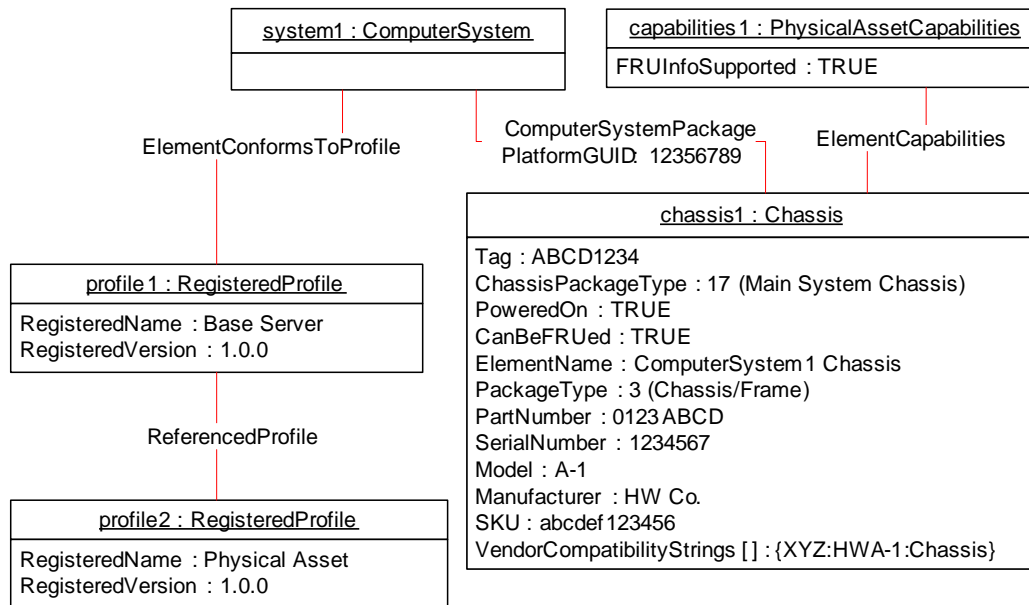 system1 : ComputerSystem
capabilities1 : PhysicalAssetCapabilities
FRUInfoSupported : TRUE
ElementConformsToProfile
ComputerSystemPackage
PlatformGUID: 12356789
ElementCapabilities
profile1 : RegisteredProfile
RegisteredName : Base Server
RegisteredVersion : 1.0.0
ReferencedProfile
profile2 : RegisteredProfile
RegisteredName : Physical Asset
RegisteredVersion : 1.0.0
chassis1 : Chassis
Tag : ABCD1234
ChassisPackageType : 17 (Main System Chassis)
PoweredOn : TRUE
CanBeFRUed : TRUE
ElementName : ComputerSystem1 Chassis
PackageType : 3 (Chassis/Frame)
PartNumber : 0123ABCD
SerialNumber : 1234567
Model : A-1
Manufacturer : HW Co.
SKU : abcdef123456
VendorCompatibilityStrings [ ] : {XYZ:HWA-1:Chassis}